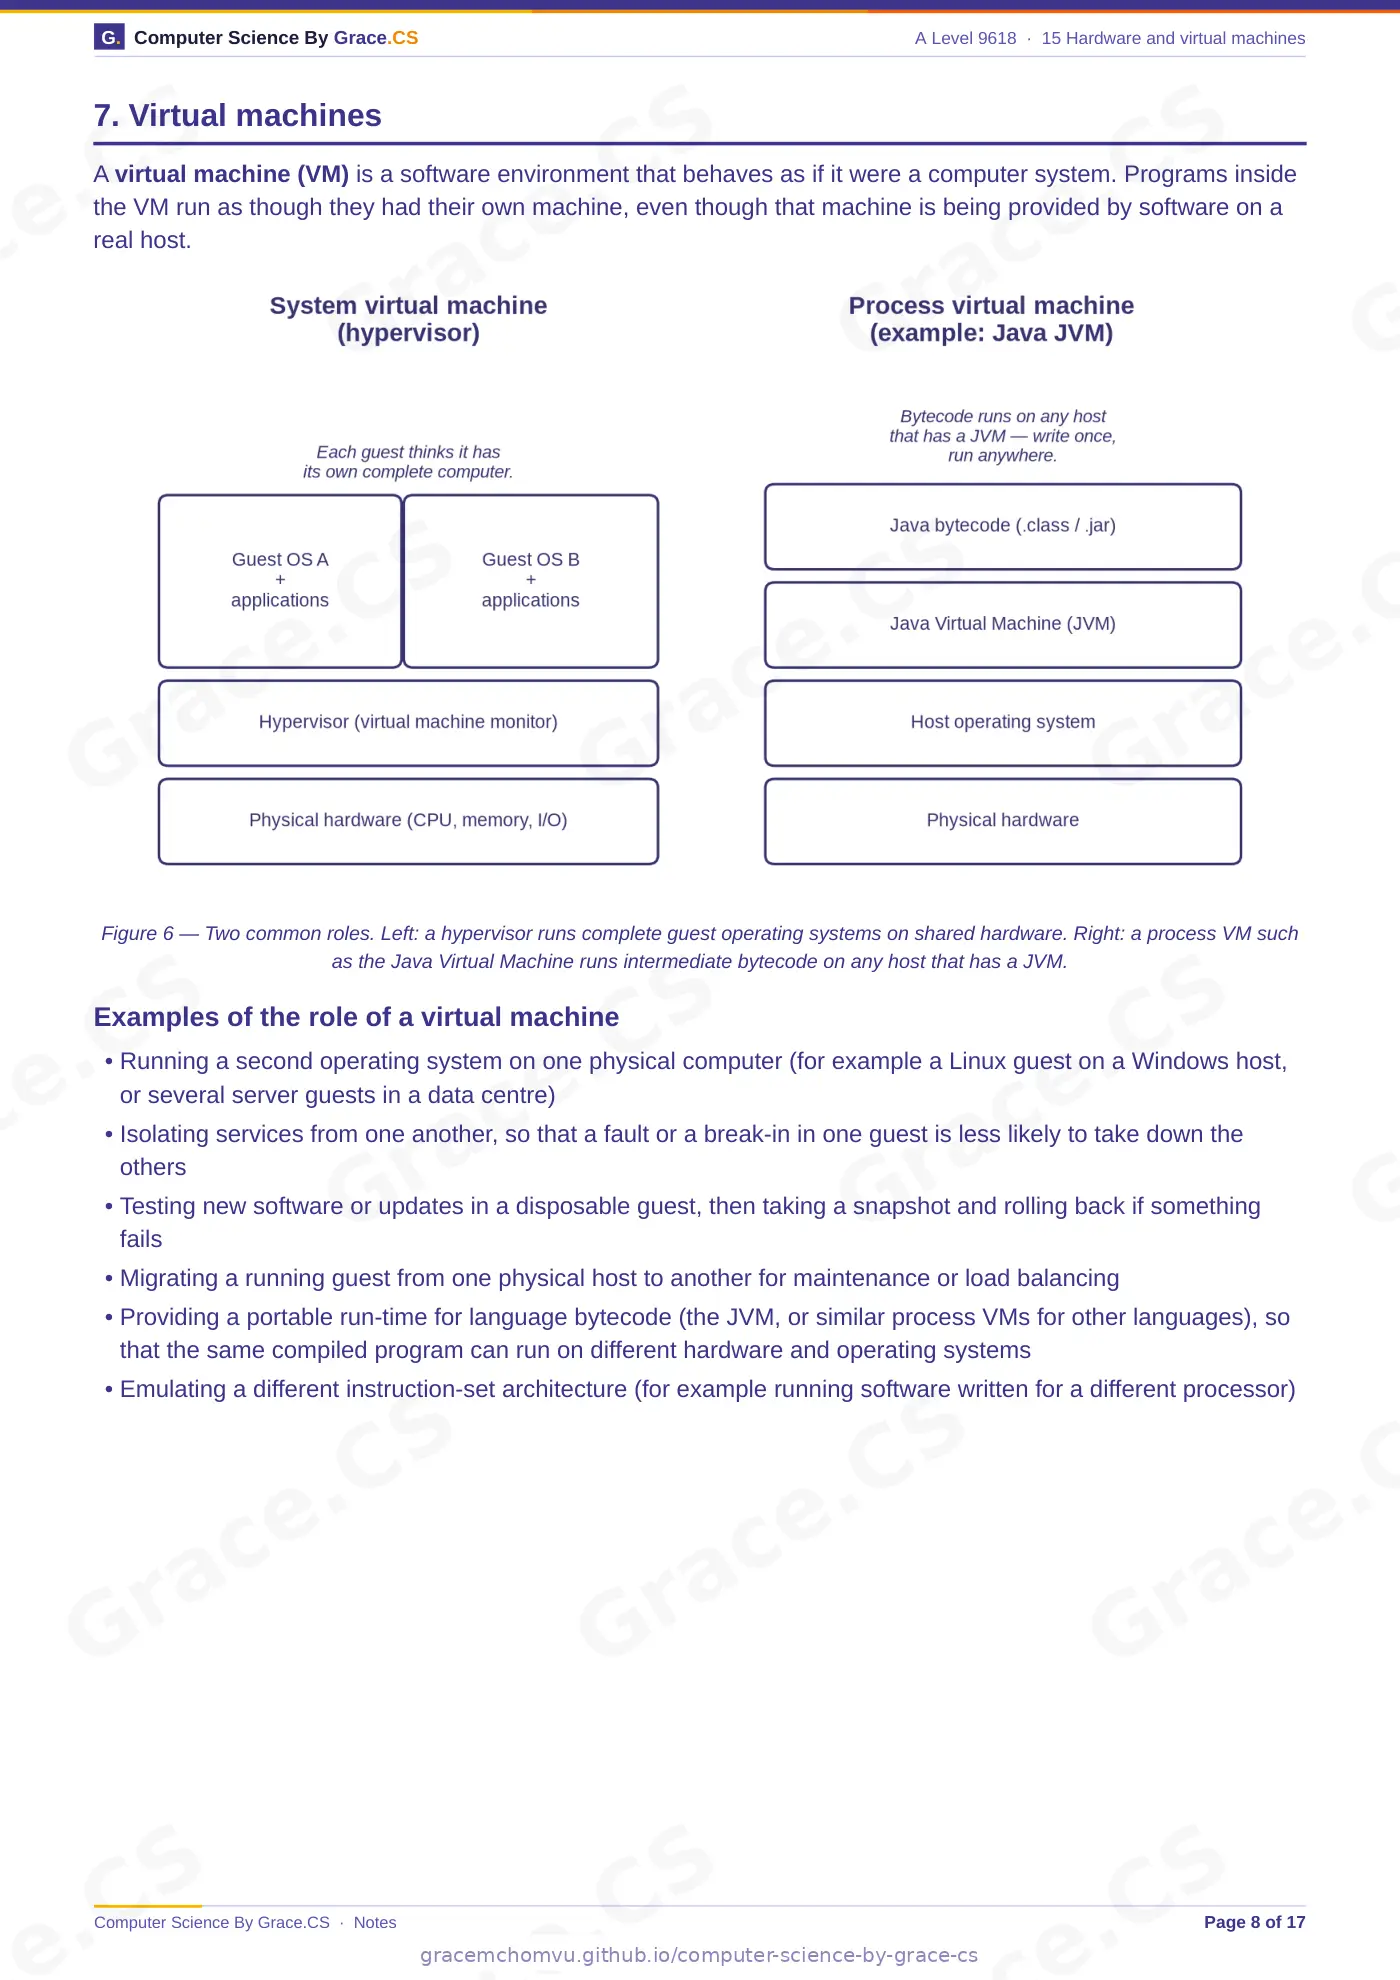 G. Computer Science By Grace.CS
A Level 9618 · 15 Hardware and virtual machines
7. Virtual machines
A virtual machine (VM) is a software environment that behaves as if it were a computer system. Programs inside
the VM run as though they had their own machine, even though that machine is being provided by software on a
real host.
System virtual machine
(hypervisor)
Each guest thinks it has
its own complete computer.
Guest OS A
+
applications
Guest OS B
+
applications
Hypervisor (virtual machine monitor)
Physical hardware (CPU, memory, I/O)
Process virtual machine
(example: Java JVM)
Bytecode runs on any host
that has a JVM — write once,
run anywhere.
Java bytecode (.class / .jar)
Java Virtual Machine (JVM)
Host operating system
Physical hardware
Figure 6 — Two common roles. Left: a hypervisor runs complete guest operating systems on shared hardware. Right: a process VM such
as the Java Virtual Machine runs intermediate bytecode on any host that has a JVM.
Examples of the role of a virtual machine
• Running a second operating system on one physical computer (for example a Linux guest on a Windows host,
or several server guests in a data centre)
• Isolating services from one another, so that a fault or a break-in in one guest is less likely to take down the
others
• Testing new software or updates in a disposable guest, then taking a snapshot and rolling back if something
fails
• Migrating a running guest from one physical host to another for maintenance or load balancing
• Providing a portable run-time for language bytecode (the JVM, or similar process VMs for other languages), so
that the same compiled program can run on different hardware and operating systems
• Emulating a different instruction-set architecture (for example running software written for a different processor)
Computer Science By Grace.CS · Notes
Page 8 of 17
gracemchomvu.github.io/computer-science-by-grace-cs